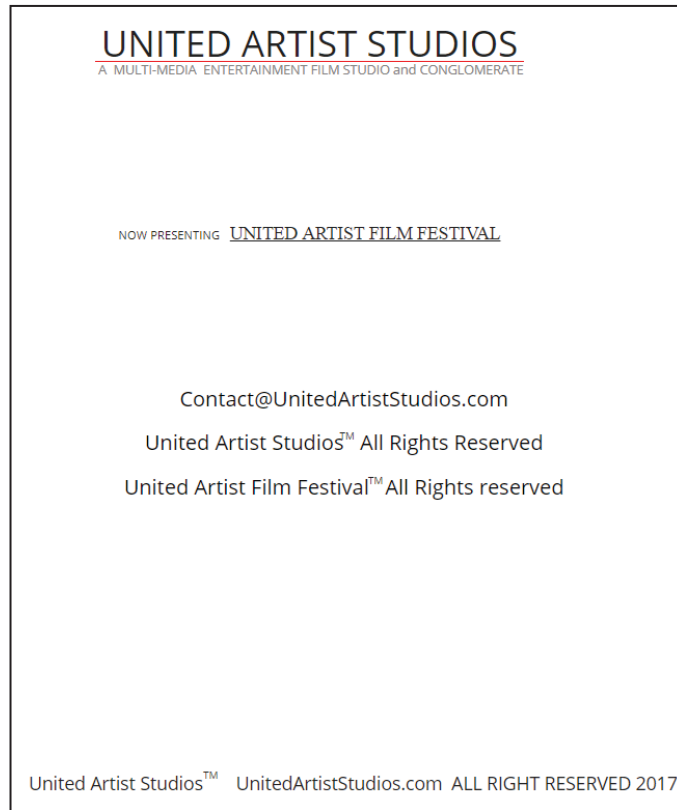 UNITED ARTIST STUDIOS
A MULTI-MEDIA ENTERTAINMENT FILM STUDIO and CONGLOMERATE
NOW PRESENTING UNITED ARTIST FILM FESTIVAL
Contact@UnitedArtistStudios.com
United Artist Studios™ All Rights Reserved
United Artist Film Festival™ All Rights reserved
United Artist Studios™ UnitedArtistStudios.com ALL RIGHT RESERVED 2017